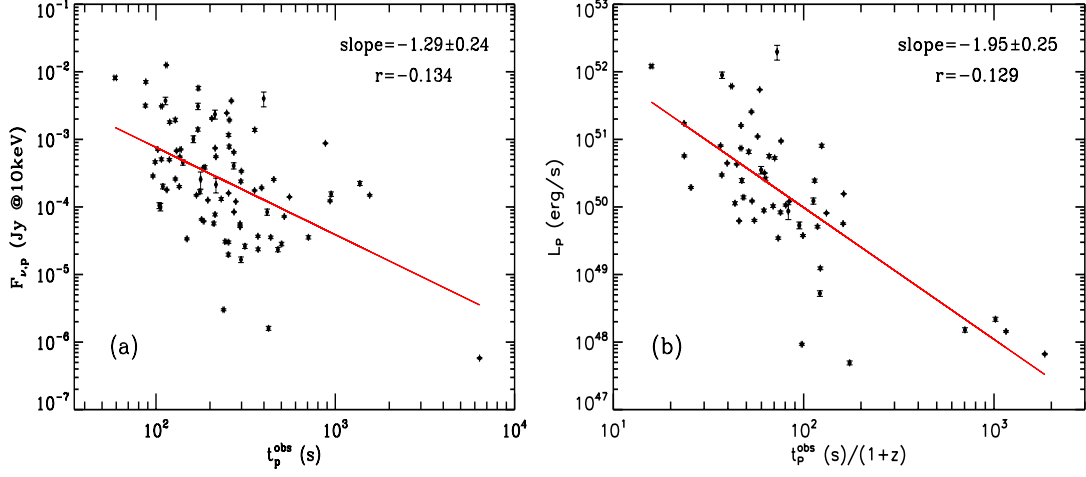 slope=−1.29±0.24
r=−0.134
(a)
F_ν,p (Jy @10keV)
10^-1
10^-2
10^-3
10^-4
10^-5
10^-6
10^-7
10^2 10^3 10^4
t_p^obs (s)
slope=−1.95±0.25
r=−0.129
(b)
L_P (erg/s)
10^53
10^52
10^51
10^50
10^49
10^48
10^47
10^1 10^2 10^3
t_P^obs (s)/(1+z)